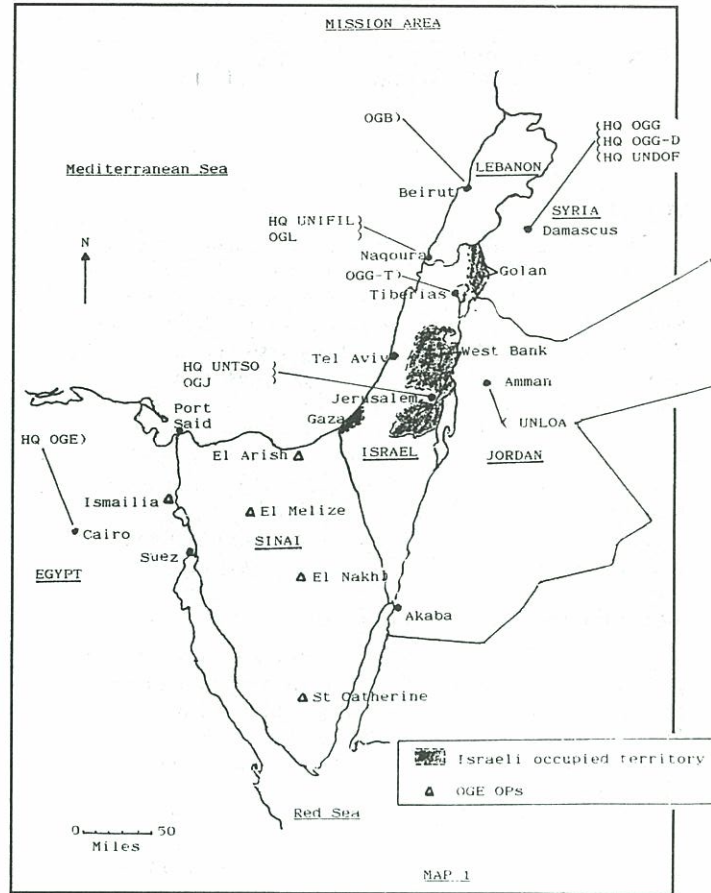 MISSION AREA
OGB)
(HQ OGG
(HQ OGG-D
(HQ UNDOF
LEBANON
Mediterranean Sea
Beirut
SYRIA
Damascus
HQ UNIFIL
OGL
N
Naqoura
Golan
OGG-T)
Tiberias
Tel Aviv
West Bank
HQ UNTSO
OGJ
Amman
Jerusalem
Port
Said
Gaza
( UNLOA
HQ OGE)
El Arish
ISRAEL
JORDAN
Ismailia
El Melize
Cairo
SINAI
Suez
EGYPT
El Nakhl
Akaba
St Catherine
Israeli occupied territory
OGE OPs
Red Sea
0 50
Miles
MAP 1